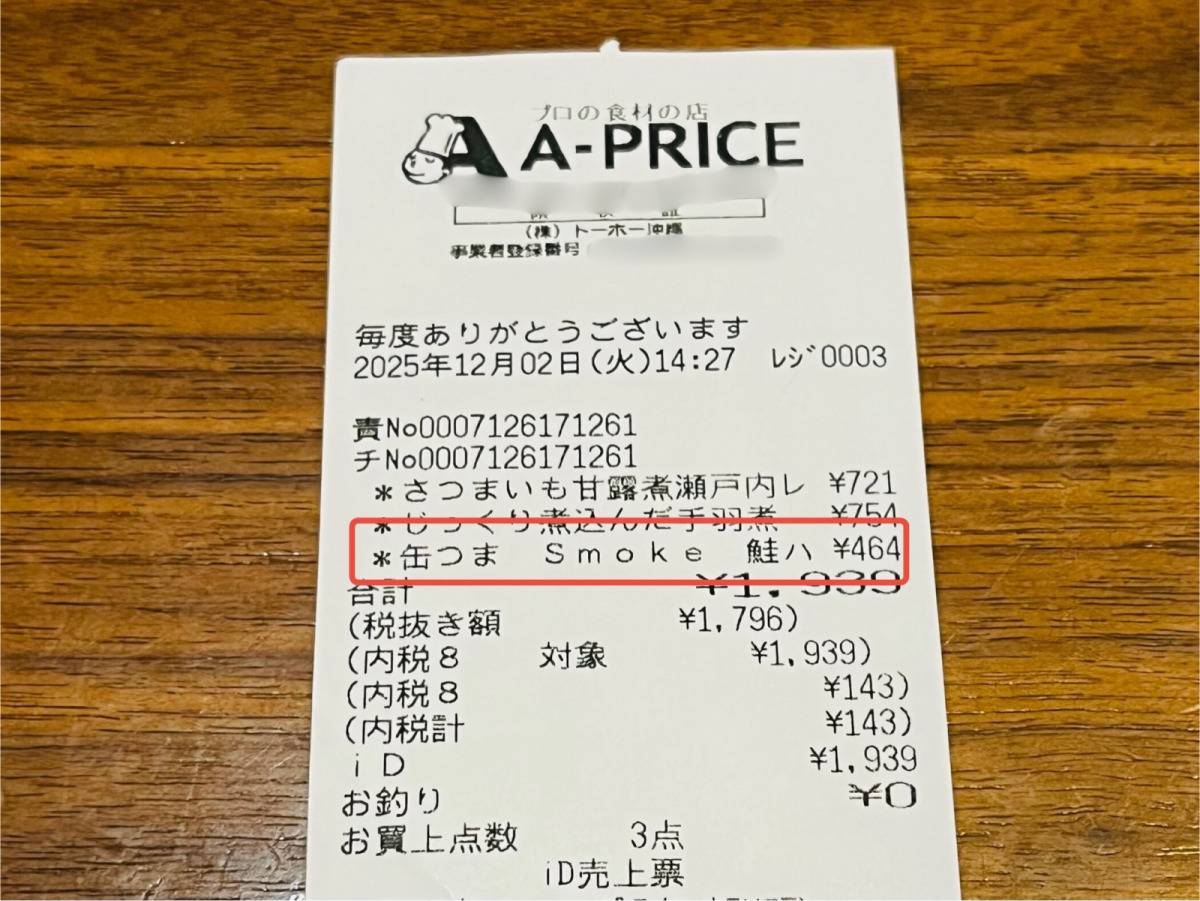 プロの食材の店
A A-PRICE
(株)トーホー沖縄
事業者登録番号
毎度ありがとうございます
2025年12月02日(火)14:27 レジ0003
責No0007126171261
チNo0007126171261
*さつまいも甘露煮瀬戸内レ ¥721
*じっくり煮込んだ手羽煮 ¥754
*缶つま Smoke 鮭ハ ¥464
合計 ¥1,939
(税抜き額 ¥1,796)
(内税8 対象 ¥1,939)
(内税8 ¥143)
(内税計 ¥143)
iD ¥1,939
お釣り ¥0
お買上点数 3点
iD売上票